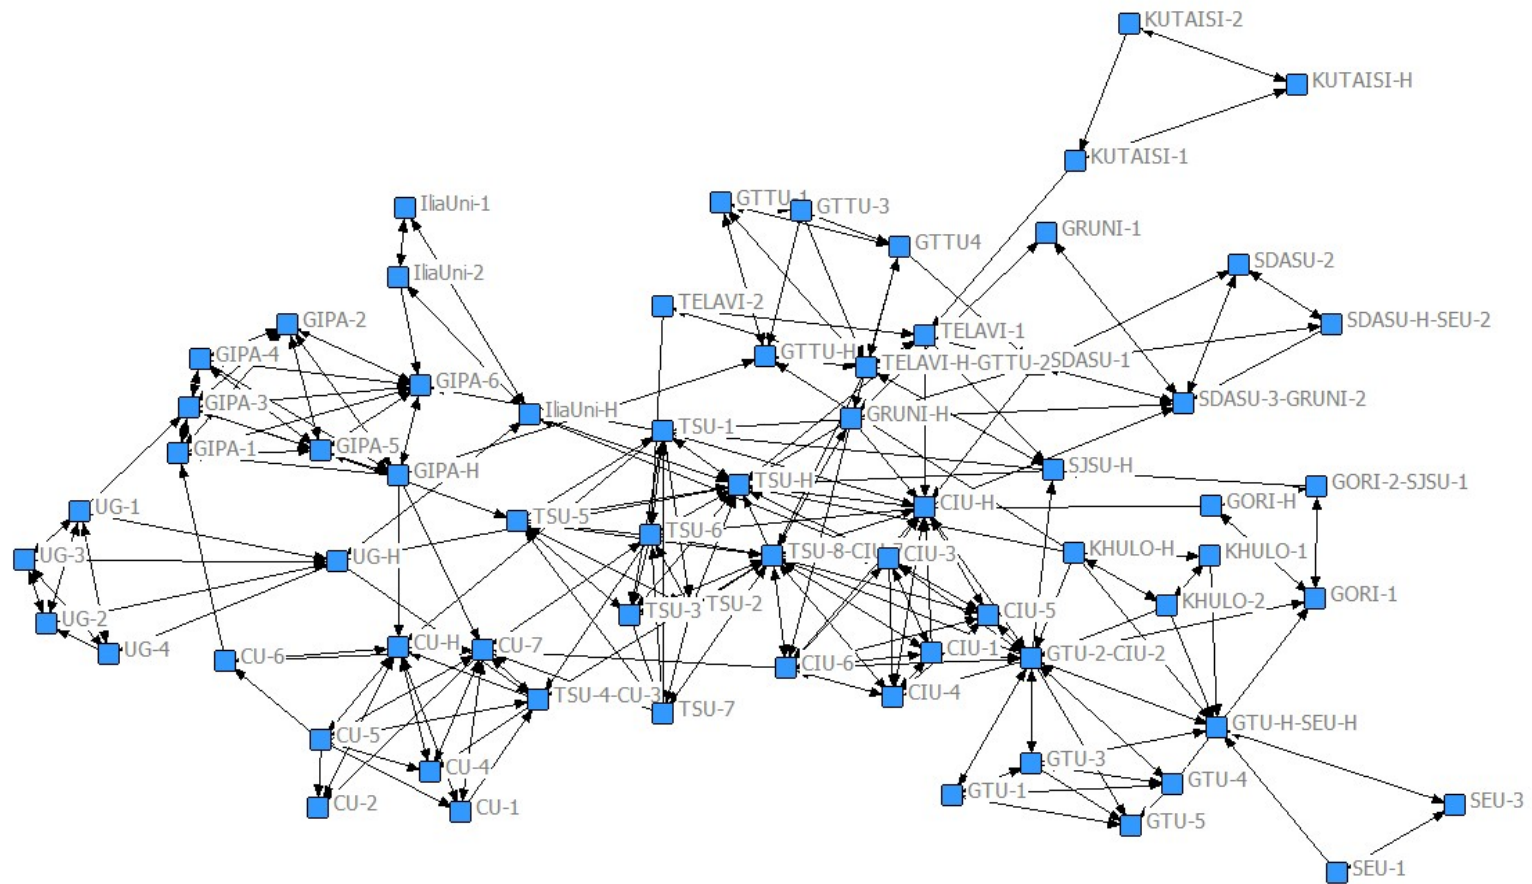 KUTAISI-2
KUTAISI-H
KUTAISI-1
IliaUni-1
GTTU-1
GTTU-3
GRUNI-1
GTTU4
SDASU-2
IliaUni-2
TELAVI-2
SDASU-H-SEU-2
GIPA-2
TELAVI-1
GIPA-4
GTTU-H
TELAVI-H-GTTU-2
SDASU-1
GIPA-6
SDASU-3-GRUNI-2
GIPA-3
IliaUni-H
GRUNI-H
TSU-1
GIPA-1
GIPA-5
GIPA-H
SJSU-H
TSU-H
GORI-2-SJSU-1
CIU-H
GORI-H
UG-1
TSU-5
TSU-6
UG-3
UG-H
TSU-8-CIU-7
CIU-3
KHULO-H
KHULO-1
TSU-3
TSU-2
KHULO-2
GORI-1
UG-2
CIU-5
UG-4
CU-6
CU-H
CU-7
CIU-6
CIU-1
GTU-2-CIU-2
TSU-4-CU-3
CIU-4
TSU-7
GTU-H-SEU-H
CU-5
CU-4
GTU-3
GTU-4
CU-2
CU-1
GTU-1
GTU-5
SEU-3
SEU-1